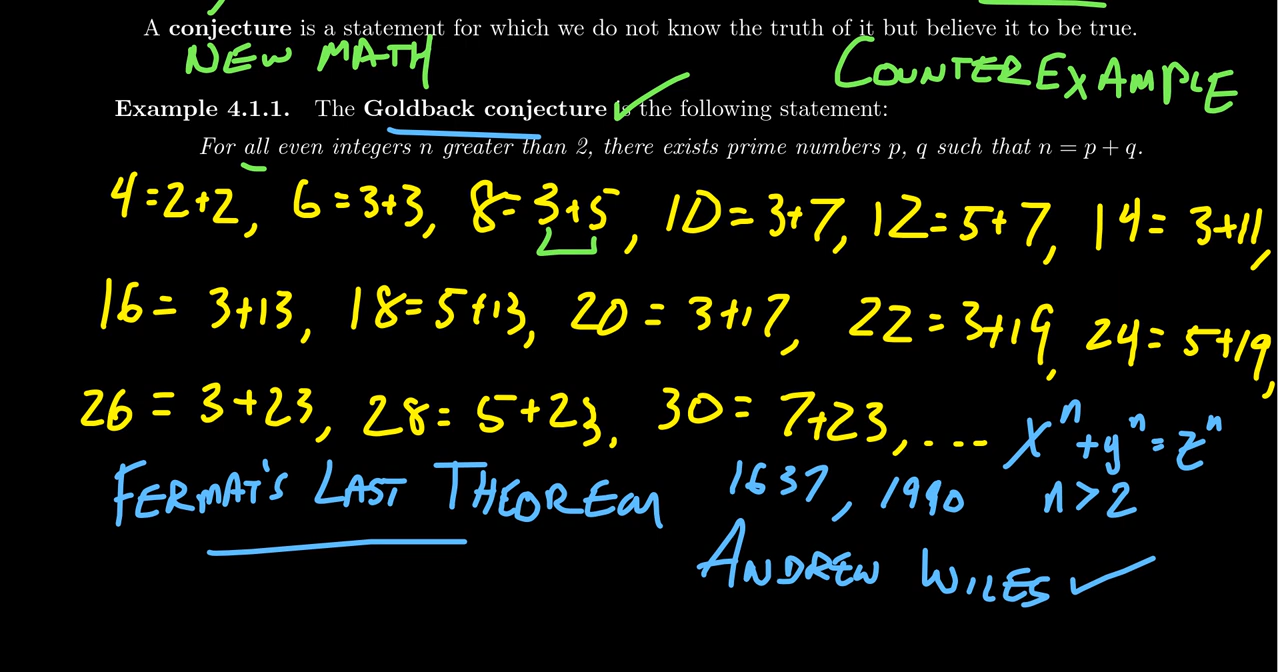 A conjecture is a statement for which we do not know the truth of it but believe it to be true.
NEW MATH COUNTEREXAMPLE
Example 4.1.1. The Goldback conjecture is the following statement:
For all even integers n greater than 2, there exists prime numbers p, q such that n = p + q.
4=2+2, 6=3+3, 8=3+5, 10=3+7, 12=5+7, 14=3+11,
16=3+13, 18=5+13, 20=3+17, 22=3+19, 24=5+19,
26=3+23, 28=5+23, 30=7+23, ....
xⁿ+yⁿ=zⁿ
FERMAT'S LAST THEOREM 1637, 1990 n>2
ANDREW WILES